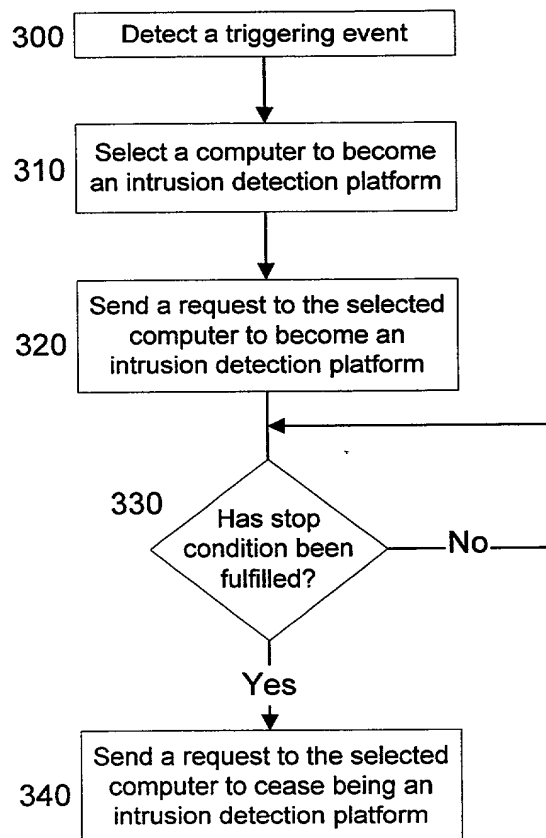 300 Detect a triggering event
310 Select a computer to become
an intrusion detection platform
320 Send a request to the selected
computer to become an
intrusion detection platform
330 Has stop
condition been
fulfilled?
No
Yes
340 Send a request to the selected
computer to cease being an
intrusion detection platform